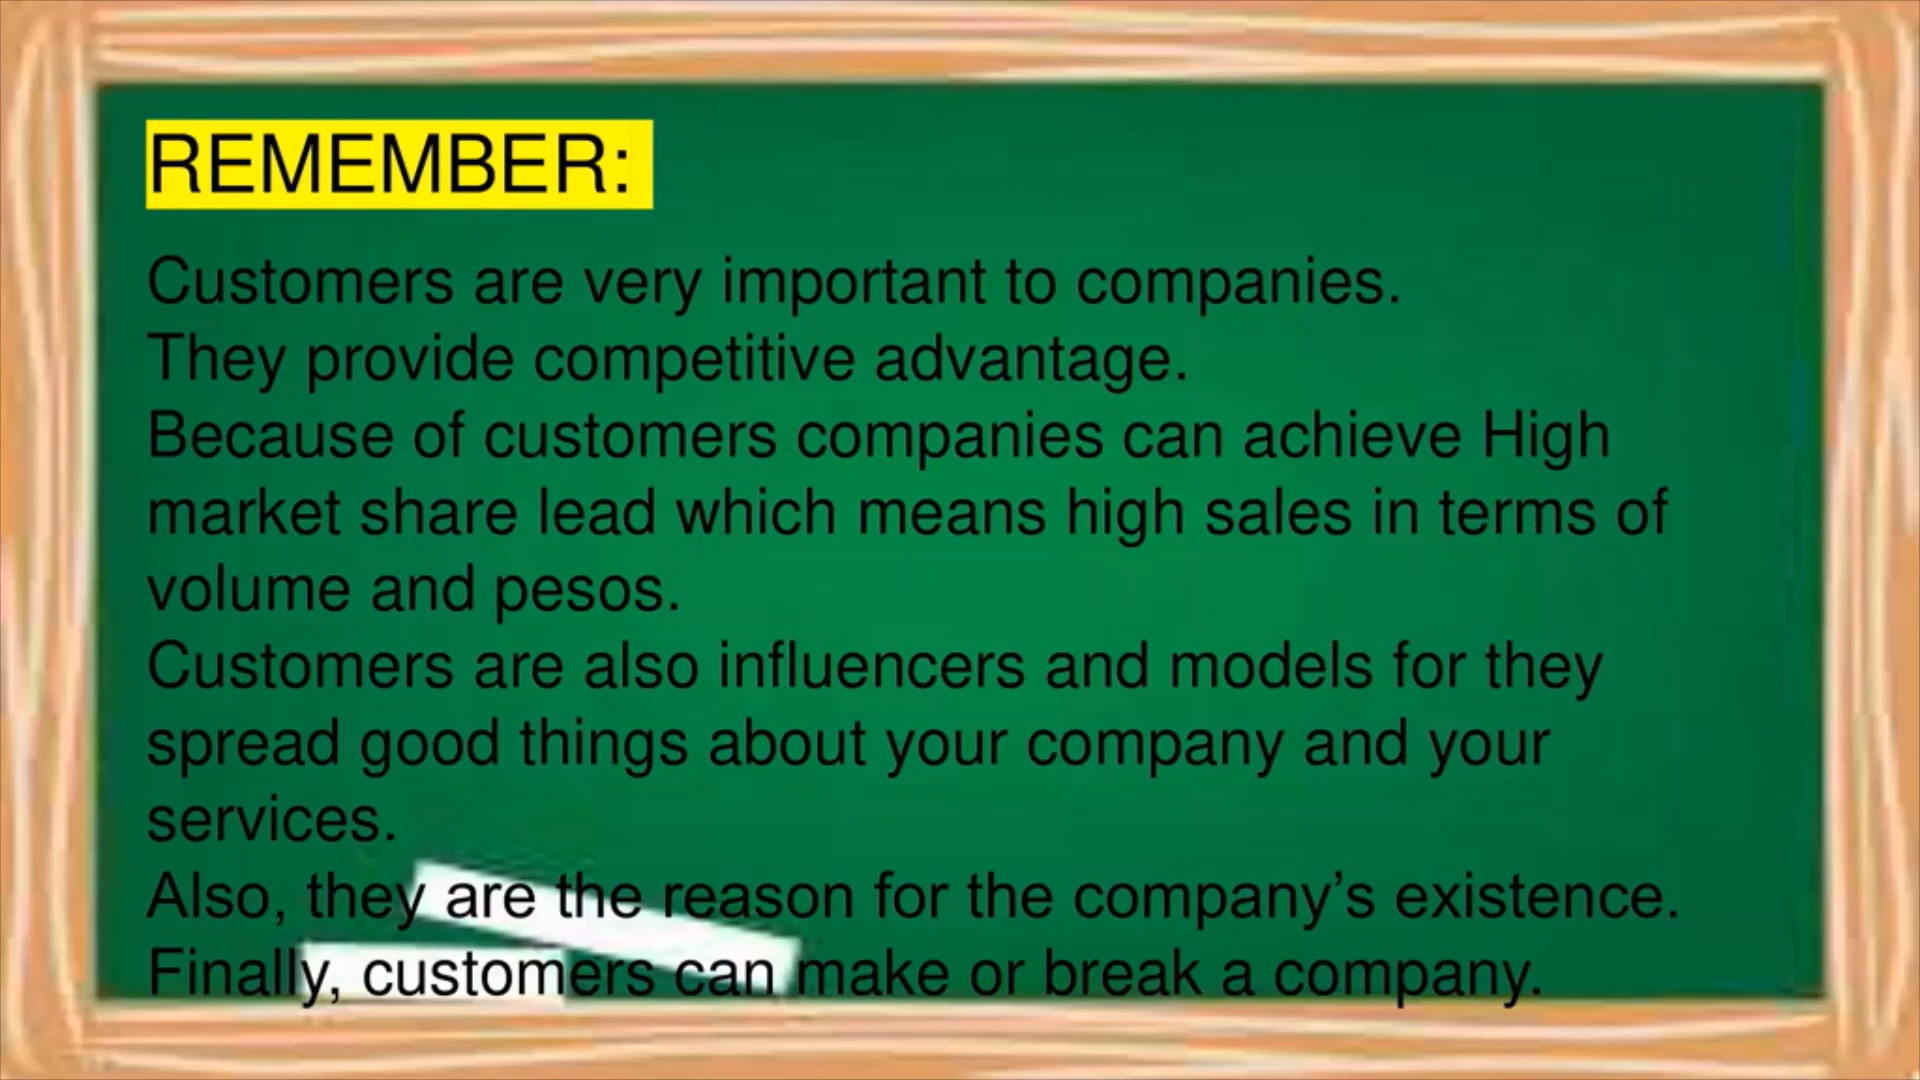 REMEMBER:
Customers are very important to companies.
They provide competitive advantage.
Because of customers companies can achieve High
market share lead which means high sales in terms of
volume and pesos.
Customers are also influencers and models for they
spread good things about your company and your
services.
Also, they are the reason for the company’s existence.
Finally, customers can make or break a company.